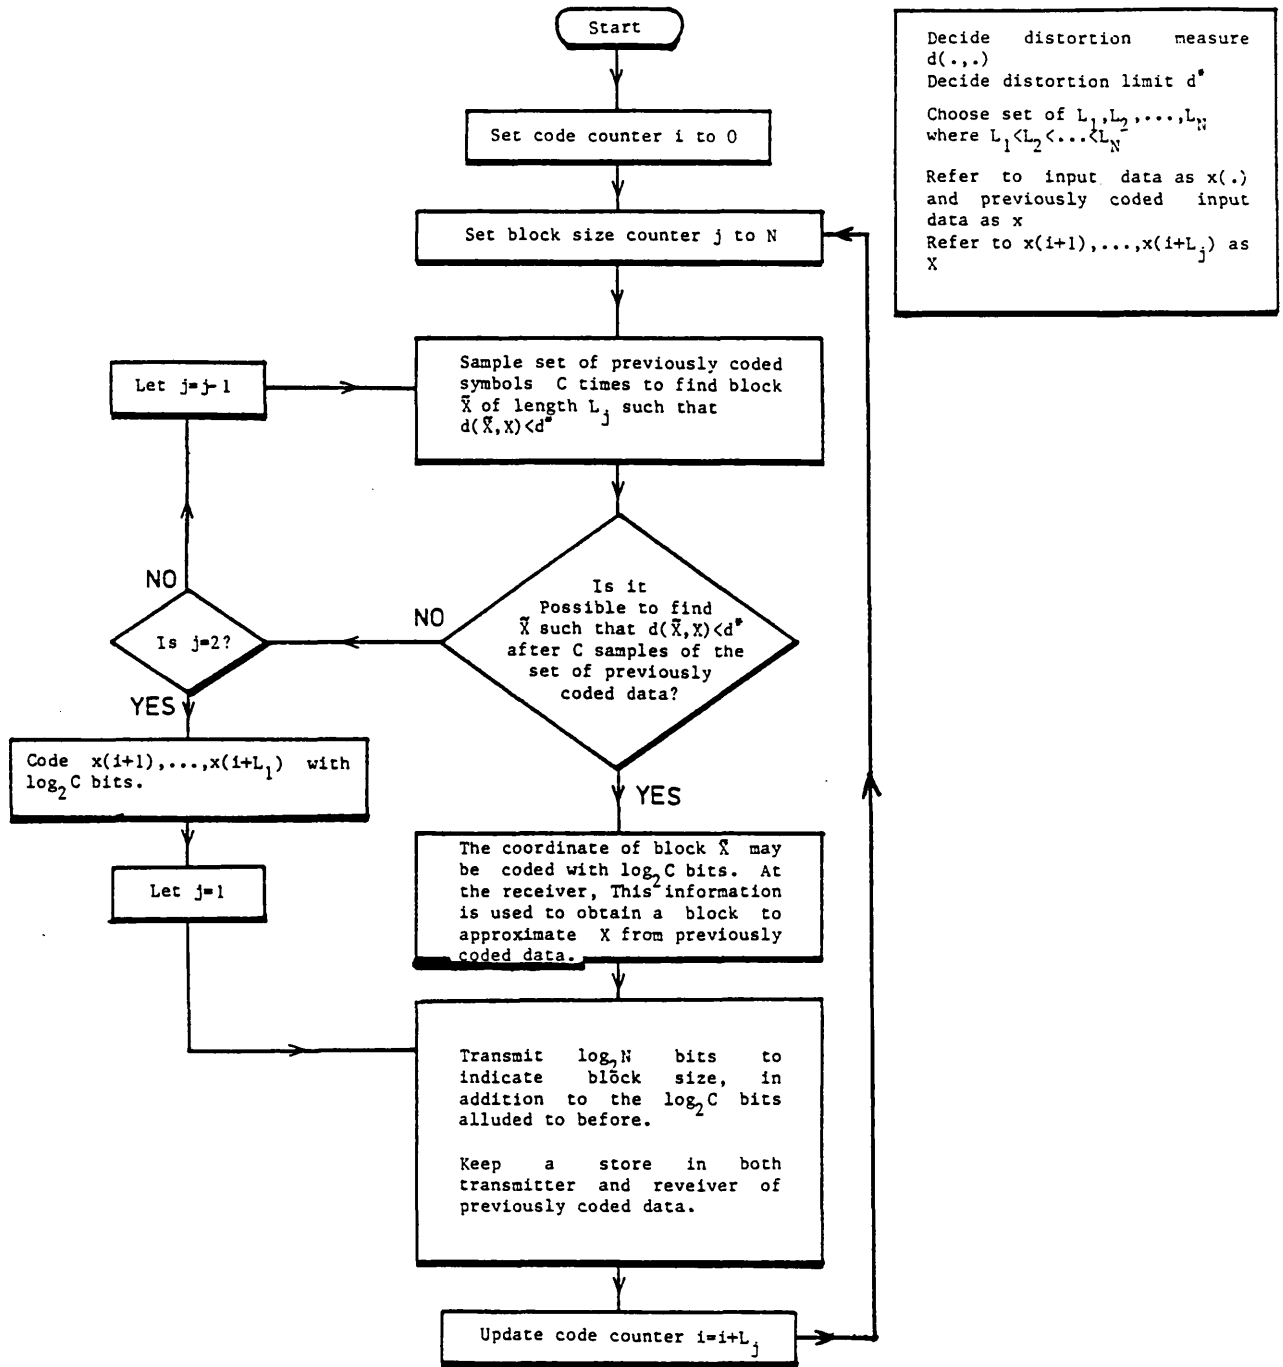 Start
Set code counter i to 0
Set block size counter j to N
Decide distortion measure
d(.,.)
Decide distortion limit d*
Choose set of L₁,L₂,...,L_N
where L₁<L₂<...<L_N
Refer to input data as x(.)
and previously coded input
data as x
Refer to x(i+1),...,x(i+L_j) as
X
Let j=j-1
Sample set of previously coded
symbols C times to find block
X̃ of length L_j such that
d(X̃,X)<d*
Is it
Possible to find
X̃ such that d(X̃,X)<d*
after C samples of the
set of previously
coded data?
NO
NO
Is j=2?
YES
Code x(i+1),...,x(i+L₁) with
log₂C bits.
Let j=1
YES
The coordinate of block X̃ may
be coded with log₂C bits. At
the receiver, This information
is used to obtain a block to
approximate X from previously
coded data.
Transmit log₂N bits to
indicate block size, in
addition to the log₂C bits
alluded to before.
Keep a store in both
transmitter and reveiver of
previously coded data.
Update code counter i=i+L_j